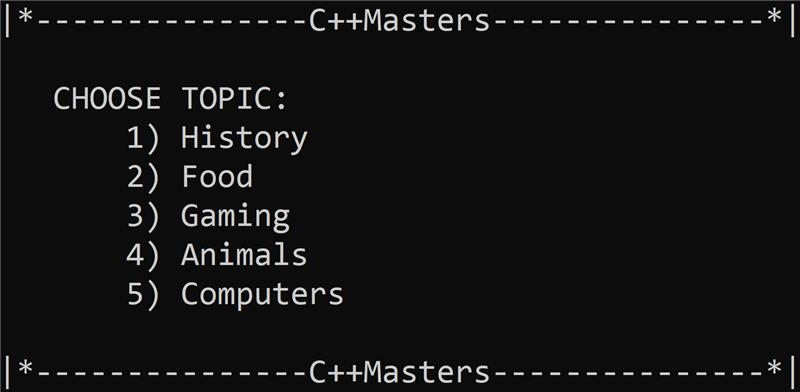 |*---------------C++Masters---------------*|
CHOOSE TOPIC:
1) History
2) Food
3) Gaming
4) Animals
5) Computers
|*---------------C++Masters---------------*|